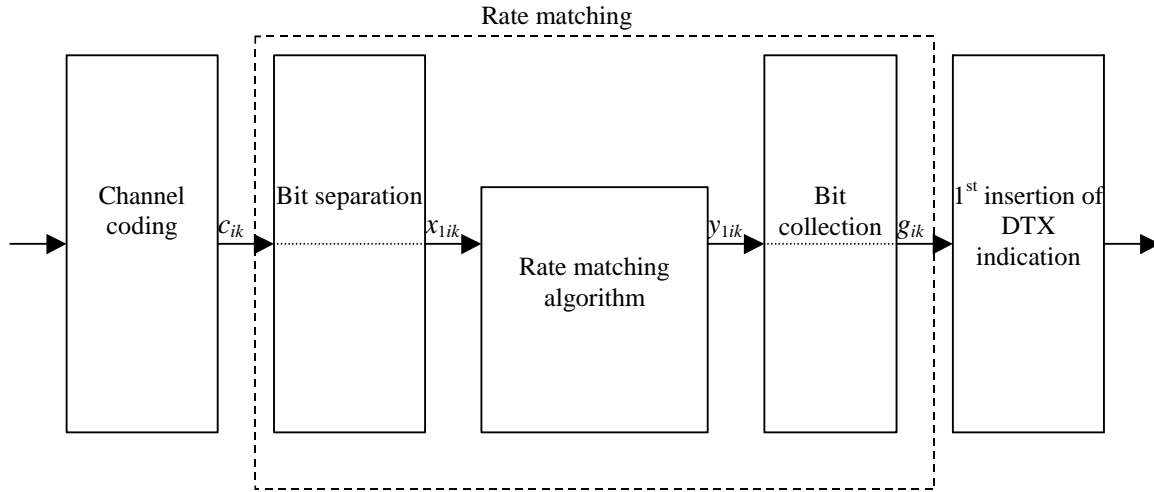 Rate matching
Channel
coding
c_ik
Bit separation
x_1ik
Rate matching
algorithm
y_1ik
Bit
collection
g_ik
1st insertion of
DTX
indication